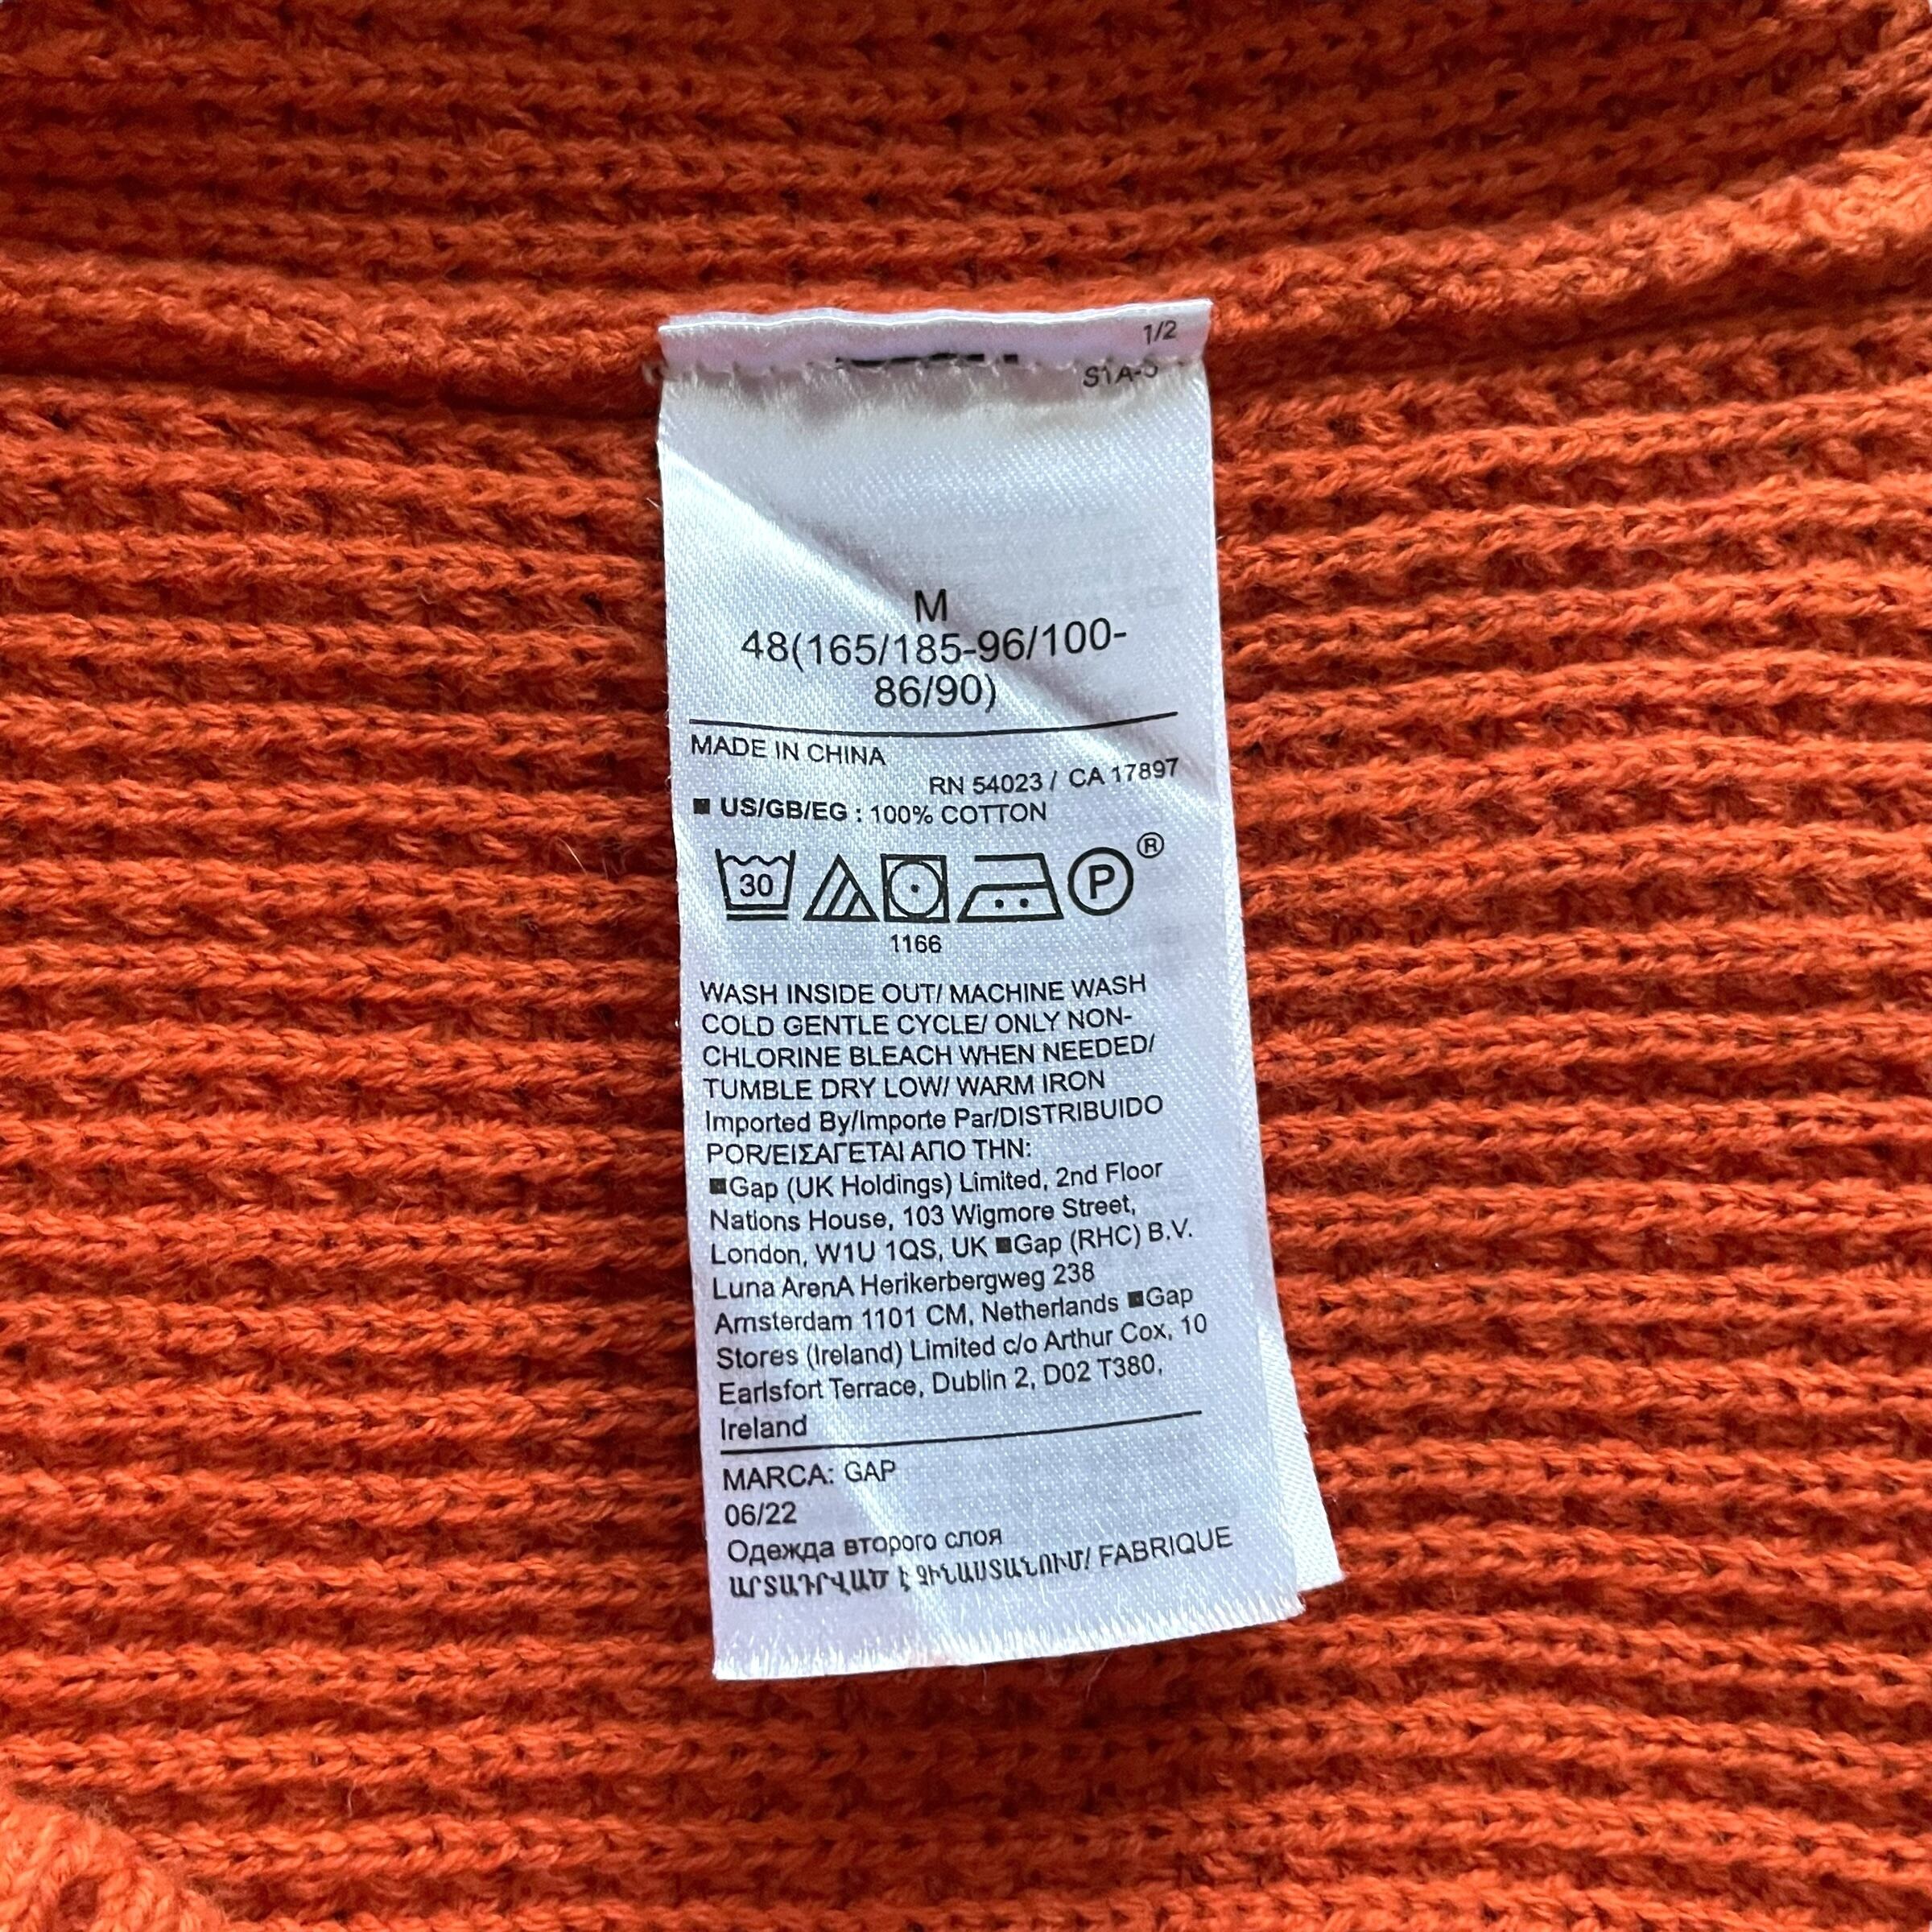 1/2
M
48(165/185-96/100-
86/90)
MADE IN CHINA
RN 54023 / CA 17897
■ US/GB/EG : 100% COTTON
30 P ®
1166
WASH INSIDE OUT/ MACHINE WASH
COLD GENTLE CYCLE/ ONLY NON-
CHLORINE BLEACH WHEN NEEDED/
TUMBLE DRY LOW/ WARM IRON
Imported By/Importe Par/DISTRIBUIDO
POR/ΕΙΣΑΓΕΤΑΙ ΑΠΟ ΤΗΝ:
■Gap (UK Holdings) Limited, 2nd Floor
Nations House, 103 Wigmore Street,
London, W1U 1QS, UK ■Gap (RHC) B.V.
Luna ArenA Herikerbergweg 238
Amsterdam 1101 CM, Netherlands ■Gap
Stores (Ireland) Limited c/o Arthur Cox, 10
Earlsfort Terrace, Dublin 2, D02 T380,
Ireland
MARCA: GAP
06/22
Одежда второго слоя
ԱՐՏԱԴՐՎԱԾ Է ՉԻՆԱՍՏԱՆՈՒՄ/ FABRIQUE